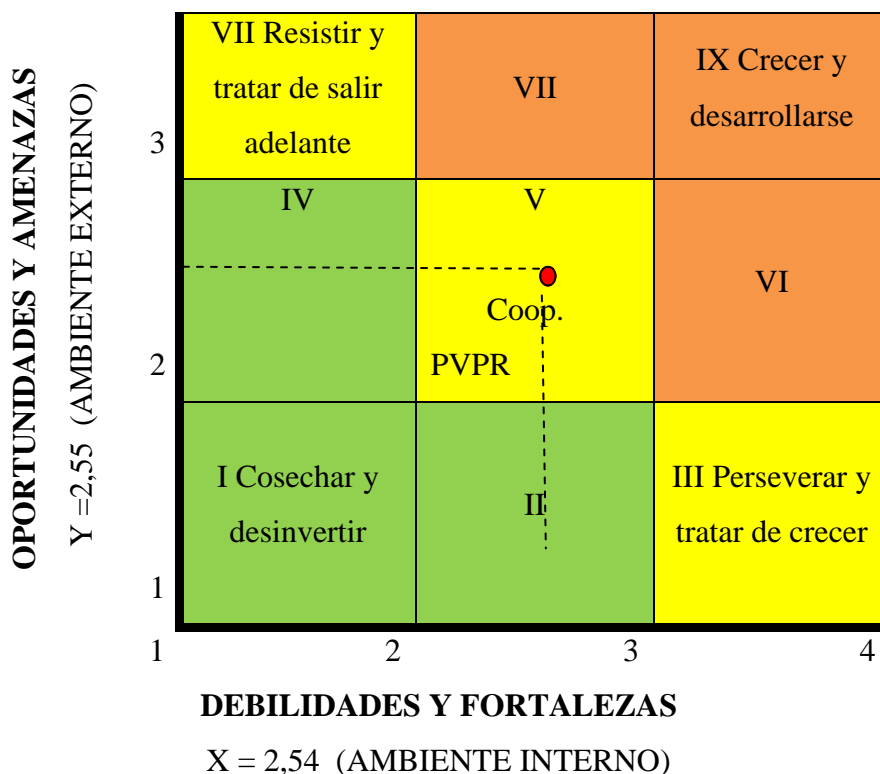 OPORTUNIDADES Y AMENAZAS
Y =2,55 (AMBIENTE EXTERNO)
VII Resistir y
tratar de salir
adelante
VII
IX Crecer y
desarrollarse
3
IV
V
VI
Coop.
PVPR
2
I Cosechar y
desinvertir
II
III Perseverar y
tratar de crecer
1
1
2
3
4
DEBILIDADES Y FORTALEZAS
X = 2,54 (AMBIENTE INTERNO)